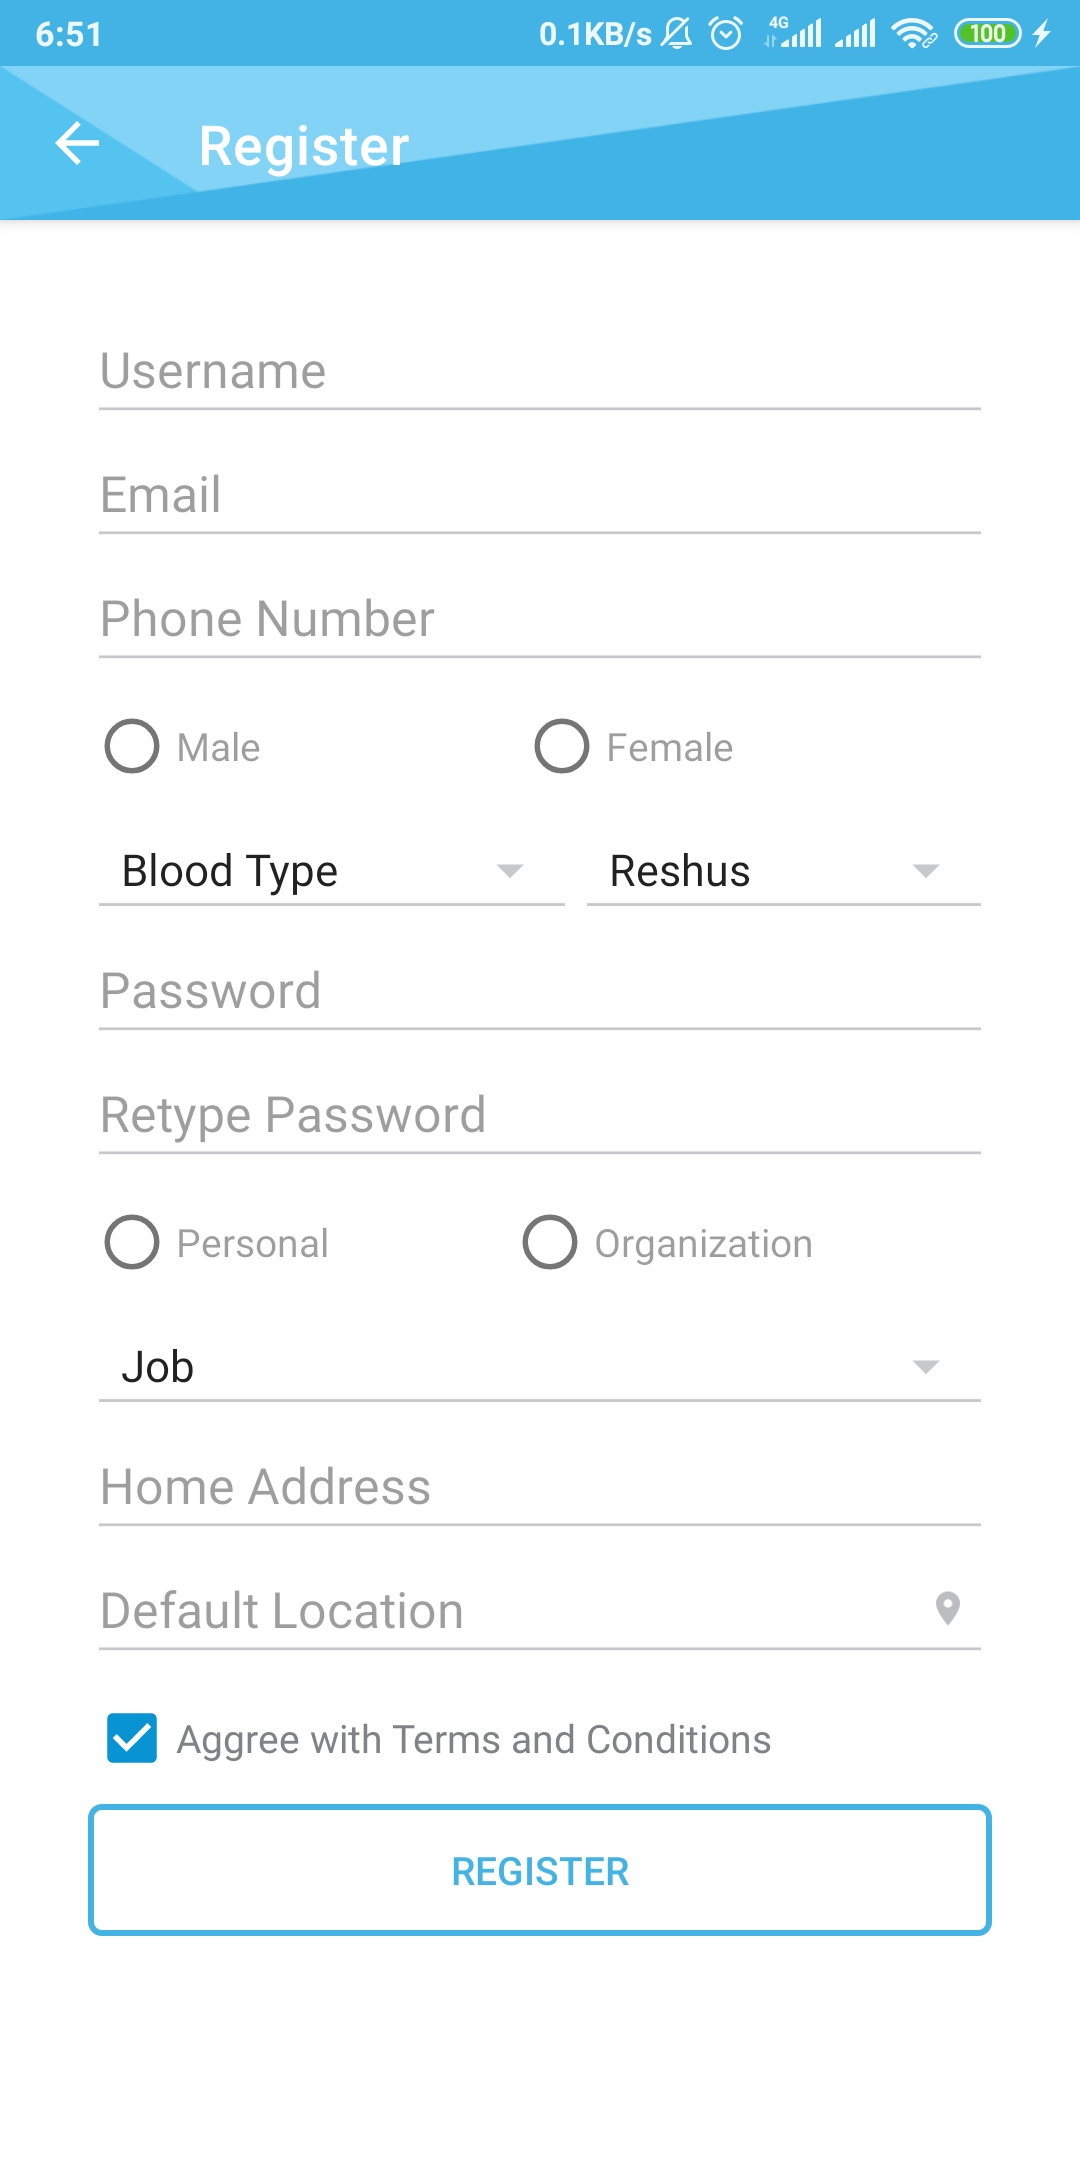 6:51 0.1KB/s 4G 100
Register
Username
Email
Phone Number
Male Female
Blood Type Reshus
Password
Retype Password
Personal Organization
Job
Home Address
Default Location
Aggree with Terms and Conditions
REGISTER